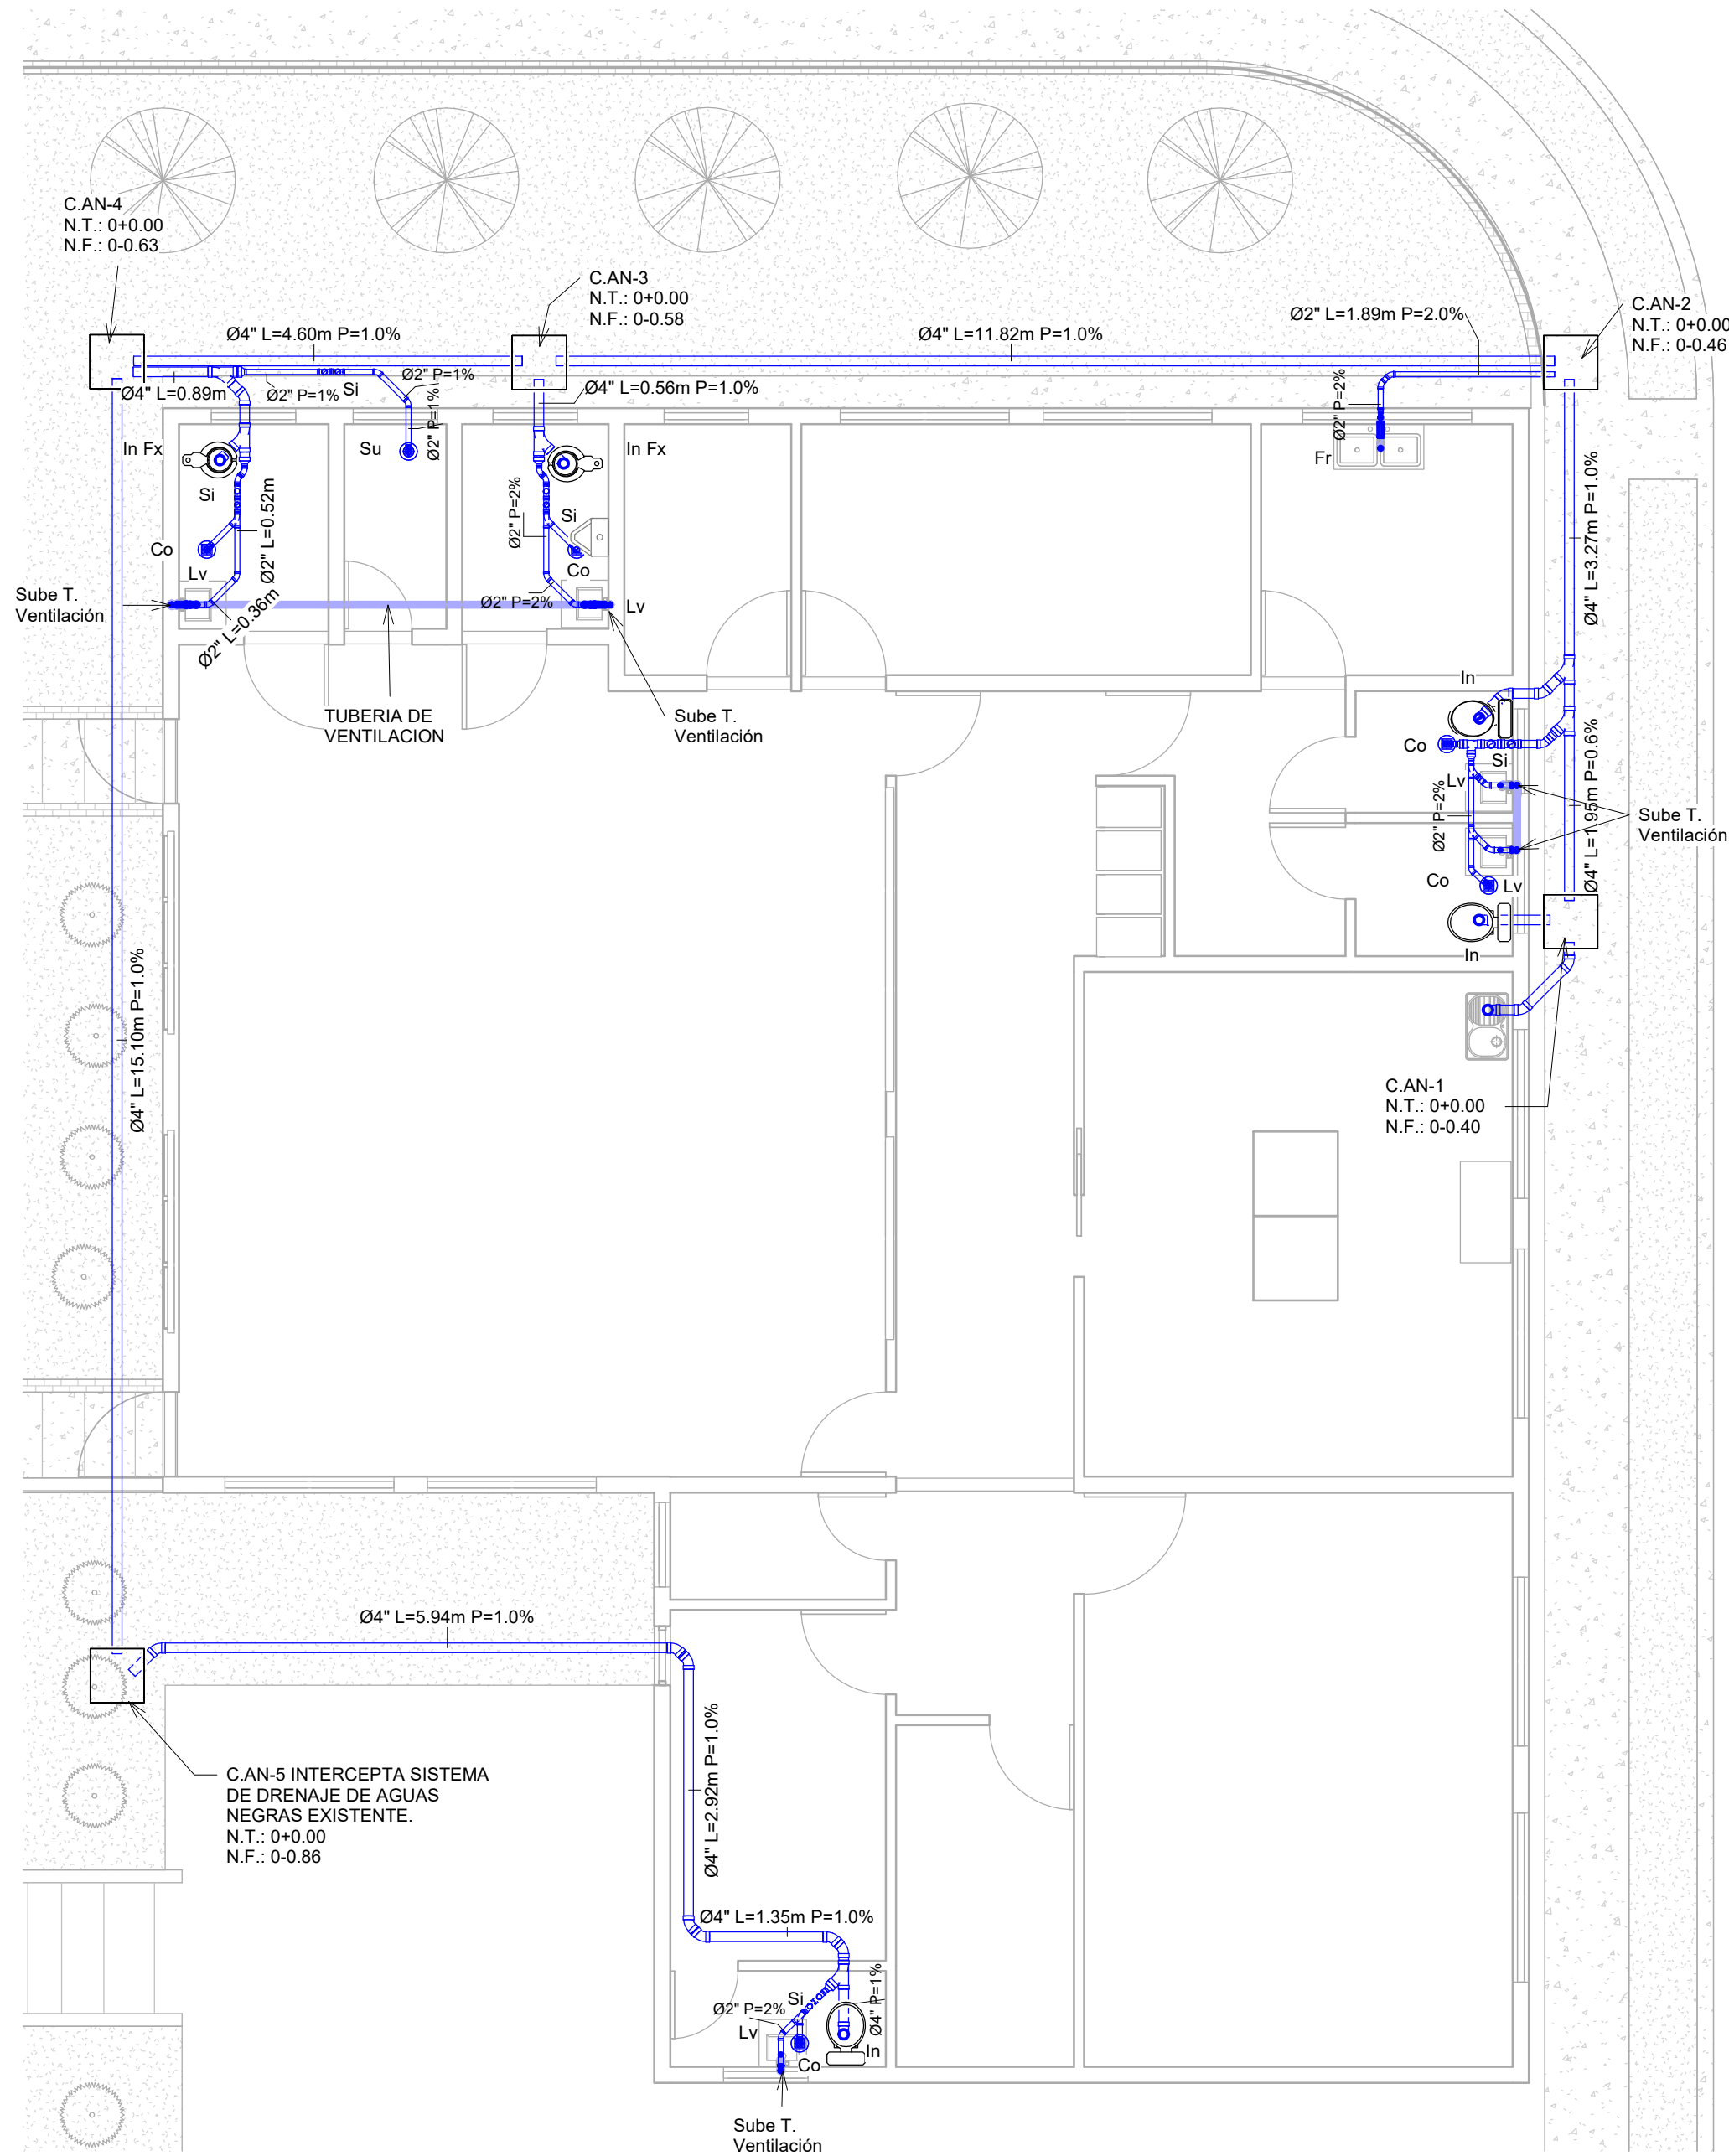 C.AN-4
N.T.: 0+0.00
N.F.: 0-0.63
C.AN-3
N.T.: 0+0.00
N.F.: 0-0.58
C.AN-2
N.T.: 0+0.00
N.F.: 0-0.46
Ø4" L=4.60m P=1.0%
Ø4" L=11.82m P=1.0%
Ø2" L=1.89m P=2.0%
Ø4" L=0.89m
Ø2" P=1%
Si
Ø2" P=1%
Ø2" P=1%
Ø4" L=0.56m P=1.0%
Ø2" P=2%
In Fx
Su
In Fx
Fr
Si
Ø2" L=0.52m
Ø2" P=2%
Si
Ø4" L=3.27m P=1.0%
Co
Lv
Co
Sube T.
Ventilación
Ø2" L=0.36m
Ø2" P=2%
Lv
TUBERIA DE
VENTILACION
Sube T.
Ventilación
In
Co
Si
Lv
Ø2" P=2%
Ø4" L=1.95m P=0.6%
Sube T.
Ventilación
Co
Lv
In
Ø4" L=15.10m P=1.0%
C.AN-1
N.T.: 0+0.00
N.F.: 0-0.40
Ø4" L=5.94m P=1.0%
Ø4" L=2.92m P=1.0%
C.AN-5 INTERCEPTA SISTEMA
DE DRENAJE DE AGUAS
NEGRAS EXISTENTE.
N.T.: 0+0.00
N.F.: 0-0.86
Ø4" L=1.35m P=1.0%
Ø4" P=1%
Si
Ø2" P=2%
Lv
In
Co
Sube T.
Ventilación